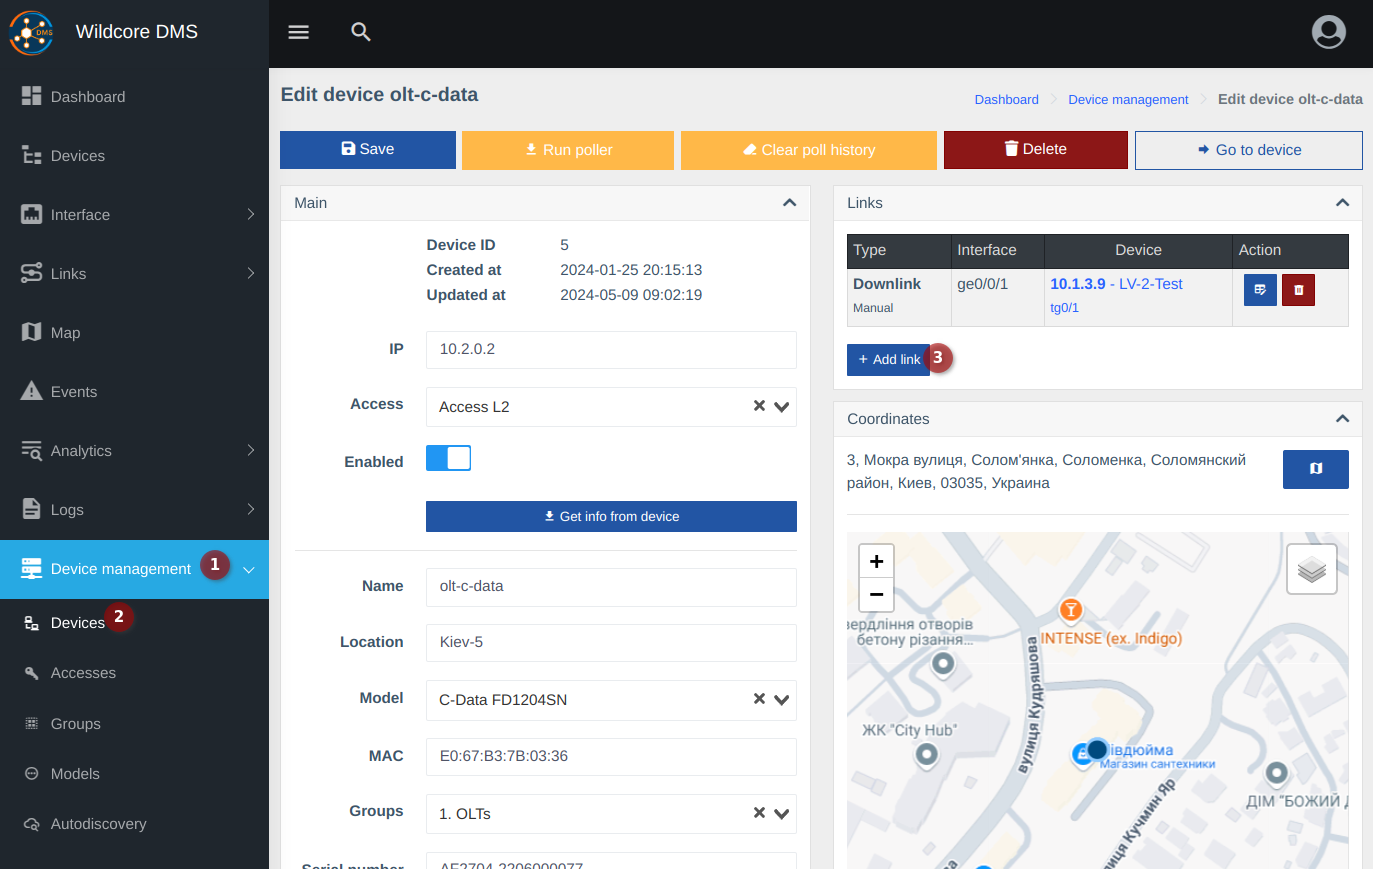 DMS
Wildcore DMS
Dashboard
Devices
Interface
Links
Map
Events
Analytics
Logs
Device management
1
Devices
2
Accesses
Groups
Models
Autodiscovery
Edit device olt-c-data
Dashboard
Device management
Edit device olt-c-data
Save
Run poller
Clear poll history
Delete
Go to device
Main
Device ID 5
Created at 2024-01-25 20:15:13
Updated at 2024-05-09 09:02:19
IP 10.2.0.2
Access Access L2
Enabled
Get info from device
Name olt-c-data
Location Kiev-5
Model C-Data FD1204SN
MAC E0:67:B3:7B:03:36
Groups 1. OLTs
Serial number AF2704-2206000077
Links
Type Interface Device Action
Downlink ge0/0/1 10.1.3.9 - LV-2-Test
Manual tg0/1
+ Add link
3
Coordinates
3, Мокра вулиця, Солом'янка, Соломенка, Соломянский
район, Киев, 03035, Украина
+
−
вердління отворів
бетону різання...
INTENSE (ex. Indigo)
вулиця Кудряшова
ЖК "City Hub"
івдюйма
Магазин сантехники
ДІМ "БОЖИЙ Д
вулиця Кучмин Яр